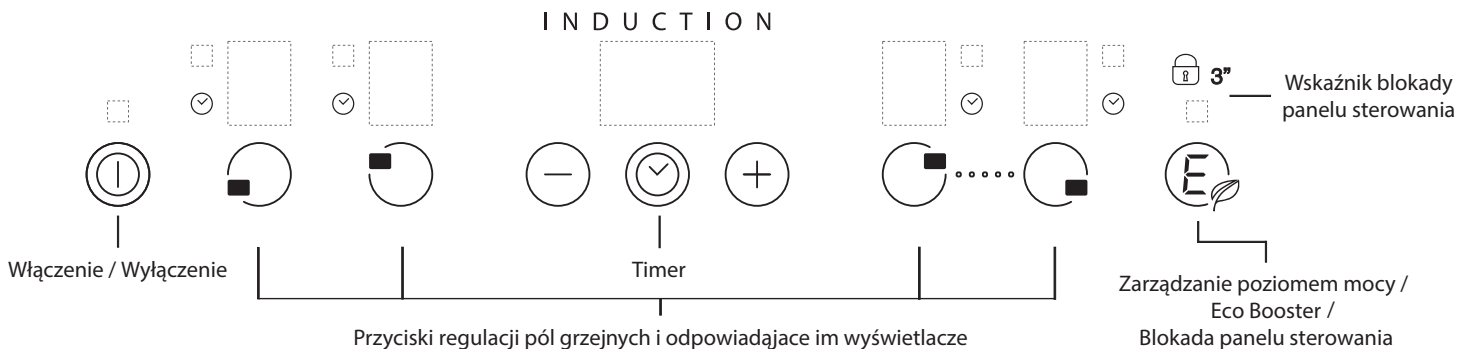 INDUCTION
3”
Wskaźnik blokady
panelu sterowania
E
Włączenie / Wyłączenie
Timer
Zarządzanie poziomem mocy /
Eco Booster /
Blokada panelu sterowania
Przyciski regulacji pól grzejnych i odpowiadające im wyświetlacze